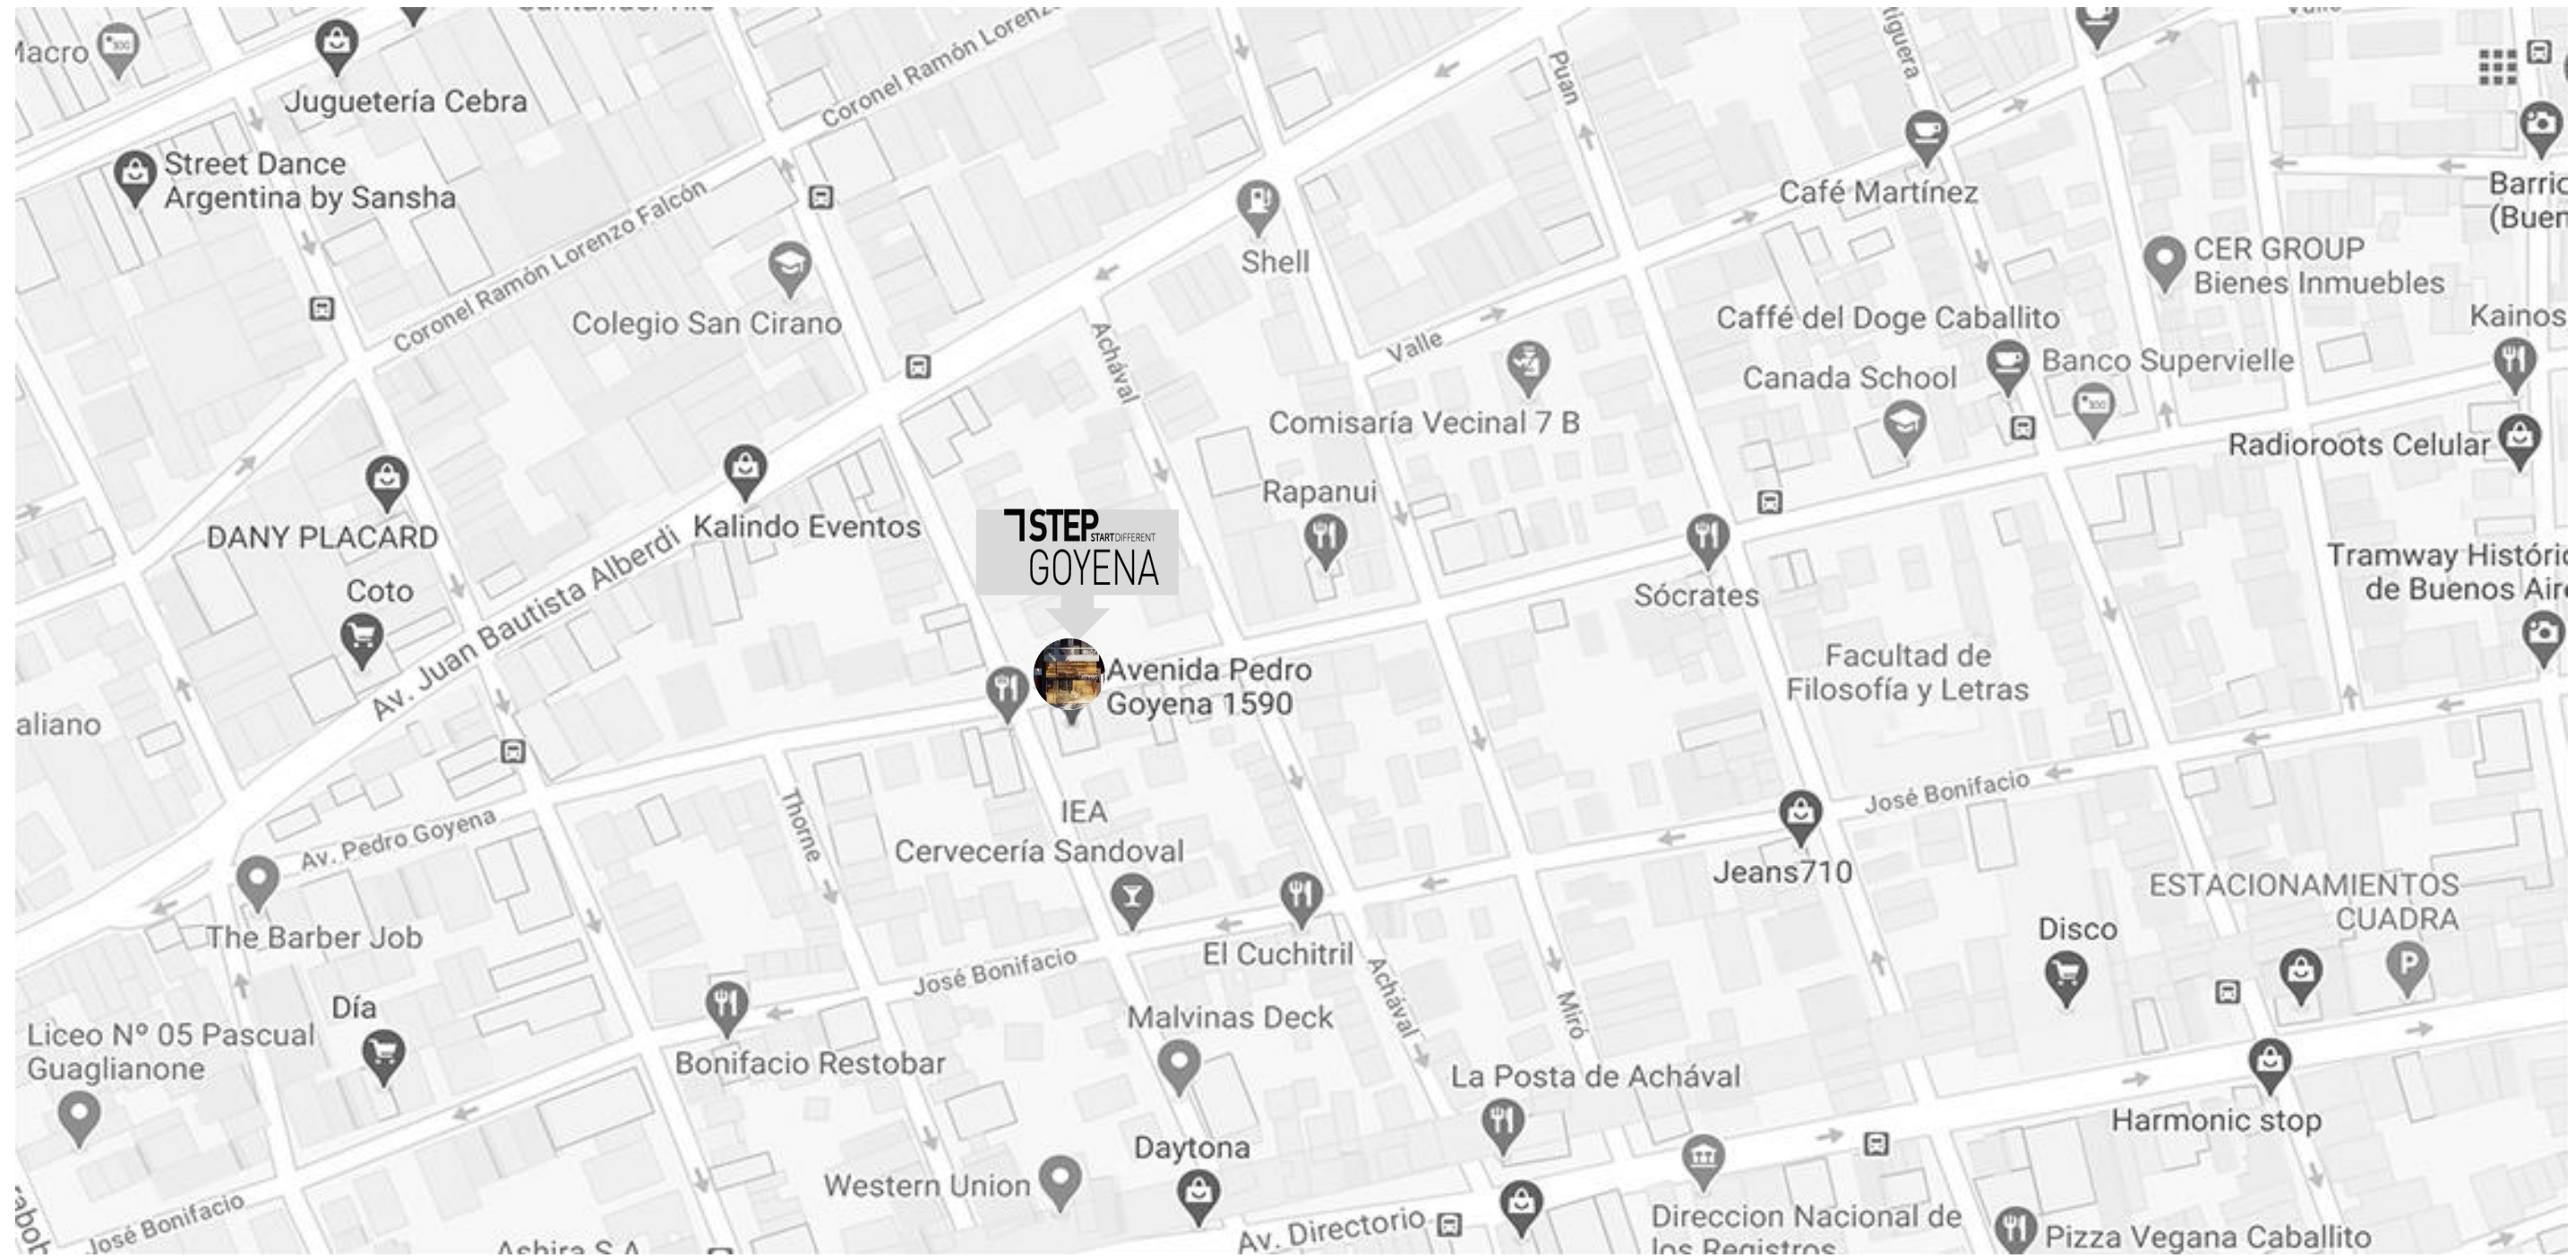 Macro
Juguetería Cebra
Street Dance
Argentina by Sansha
Coronel Ramón Lorenzo Falcón
Coronel Ramón
Colegio San Cirano
Shell
Puan
Café Martínez
CER GROUP
Bienes Inmuebles
Caffé del Doge Caballito
Canada School
Banco Supervielle
Kainos
Radioroots Celular
Valle
Achával
Comisaría Vecinal 7 B
Rapanui
DANY PLACARD
Coto
Kalindo Eventos
Av. Juan Bautista Alberdi
7STEP
START DIFFERENT
GOYENA
Avenida Pedro
Goyena 1590
Sócrates
Facultad de
Filosofía y Letras
Tramway
de Buenos
José Bonifacio
Jeans710
Thorne
IEA
Cervecería Sandoval
El Cuchitril
José Bonifacio
Av. Pedro Goyena
The Barber Job
Día
Liceo Nº 05 Pascual
Guaglianone
Bonifacio Restobar
Malvinas Deck
Achával
Miró
La Posta de Achával
ESTACIONAMIENTOS
CUADRA
Disco
Harmonic stop
Daytona
Western Union
Av. Directorio
Direccion Nacional de
los Registros
Pizza Vegana Caballito
José Bonifacio